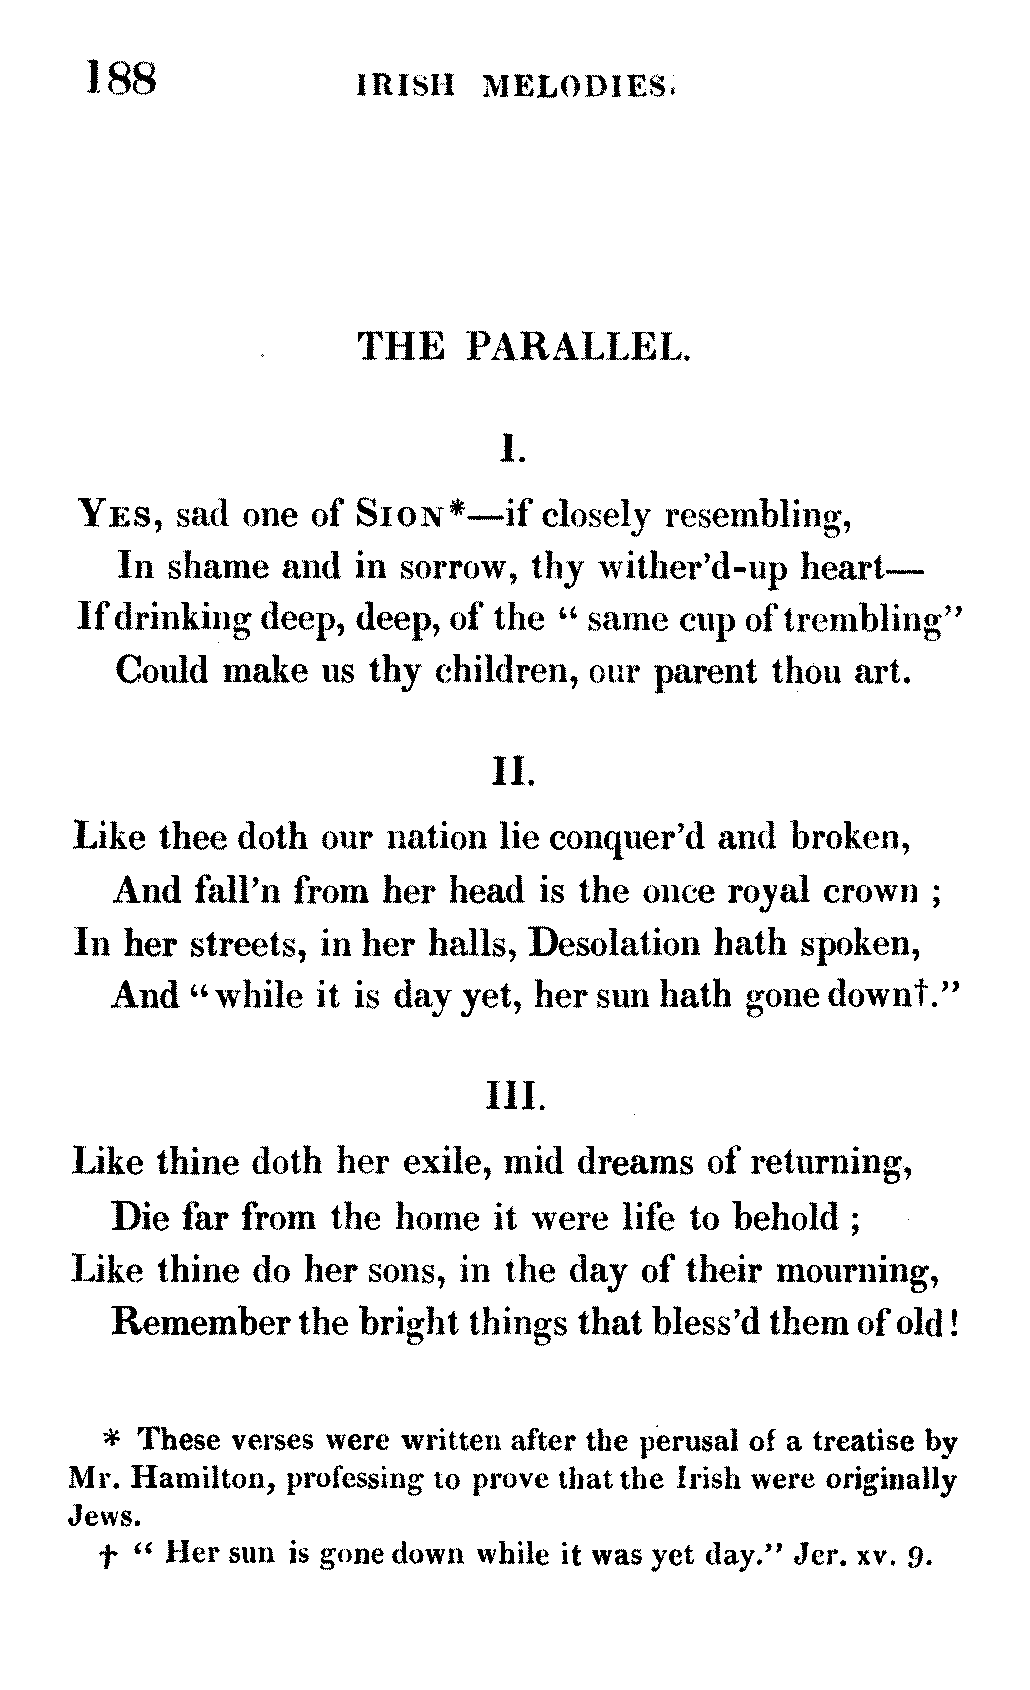 188 IRISH MELODIES.
THE PARALLEL.
I.
YES, sad one of SION*—if closely resembling,
In shame and in sorrow, thy wither'd-up heart—
If drinking deep, deep, of the “ same cup of trembling”
Could make us thy children, our parent thou art.
II.
Like thee doth our nation lie conquer'd and broken,
And fall'n from her head is the once royal crown ;
In her streets, in her halls, Desolation hath spoken,
And “while it is day yet, her sun hath gone down†.”
III.
Like thine doth her exile, mid dreams of returning,
Die far from the home it were life to behold ;
Like thine do her sons, in the day of their mourning,
Remember the bright things that bless'd them of old!
* These verses were written after the perusal of a treatise by
Mr. Hamilton, professing to prove that the Irish were originally
Jews.
† “ Her sun is gone down while it was yet day.” Jer. xv. 9.